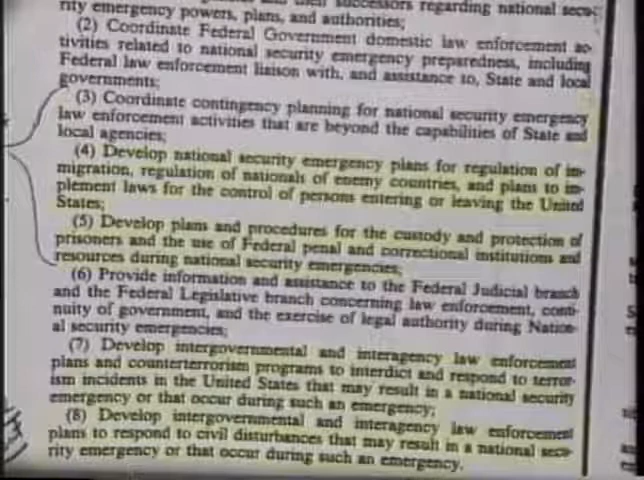 successors regarding national secu-
rity emergency powers, plans, and authorities;
(2) Coordinate Federal Government domestic law enforcement ac-
tivities related to national security emergency preparedness, including
Federal law enforcement liaison with, and assistance to, State and local
governments;
(3) Coordinate contingency planning for national security emergency
law enforcement activities that are beyond the capabilities of State and
local agencies;
(4) Develop national security emergency plans for regulation of im-
migration, regulation of nationals of enemy countries, and plans to im-
plement laws for the control of persons entering or leaving the United
States;
(5) Develop plans and procedures for the custody and protection of
prisoners and the use of Federal penal and correctional institutions and
resources during national security emergencies;
(6) Provide information and assistance to the Federal Judicial branch
and the Federal Legislative branch concerning law enforcement, conti-
nuity of government, and the exercise of legal authority during Nation-
al security emergencies;
(7) Develop intergovernmental and interagency law enforcement
plans and counterterrorism programs to interdict and respond to terror-
ism incidents in the United States that may result in a national security
emergency or that occur during such an emergency;
(8) Develop intergovernmental and interagency law enforcement
plans to respond to civil disturbances that may result in a national secu-
rity emergency or that occur during such an emergency.